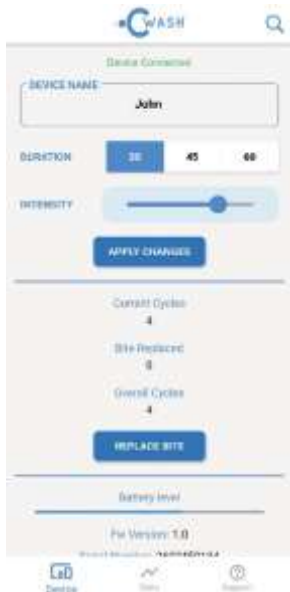 WASH
Device Connected
DEVICE NAME
John
DURATION 30 45 60
INTENSITY
APPLY CHANGES
Current Cycles
4
Bite Replaced
0
Overall Cycles
4
REPLACE BITE
Battery level
Fw Version: 1.0
Device Support